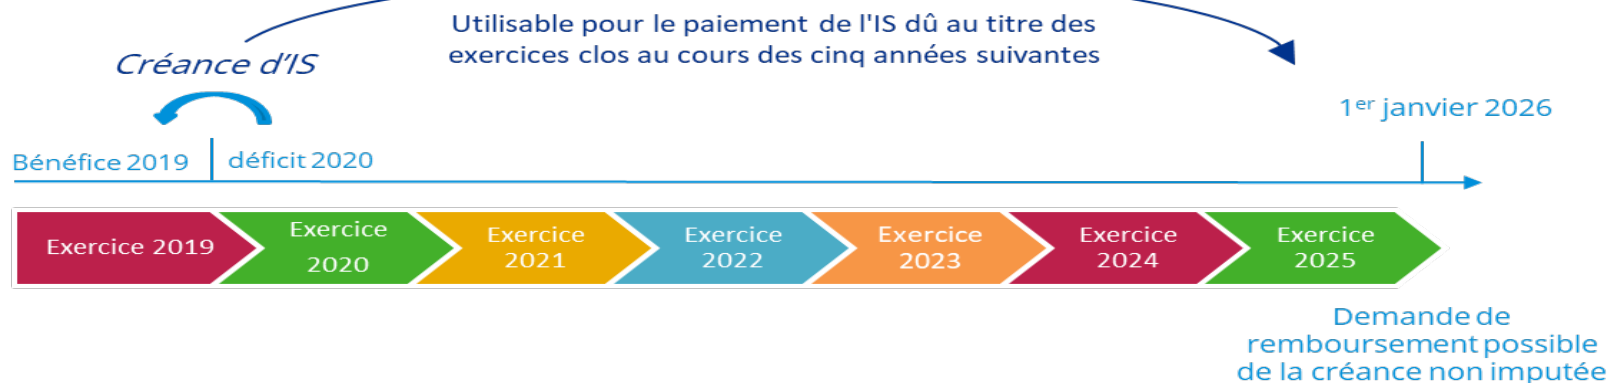 Utilisable pour le paiement de l'IS dû au titre des
exercices clos au cours des cinq années suivantes
Créance d'IS
1er janvier 2026
Bénéfice 2019
déficit 2020
Exercice 2019
Exercice
2020
Exercice
2021
Exercice
2022
Exercice
2023
Exercice
2024
Exercice
2025
Demande de
remboursement possible
de la créance non imputée